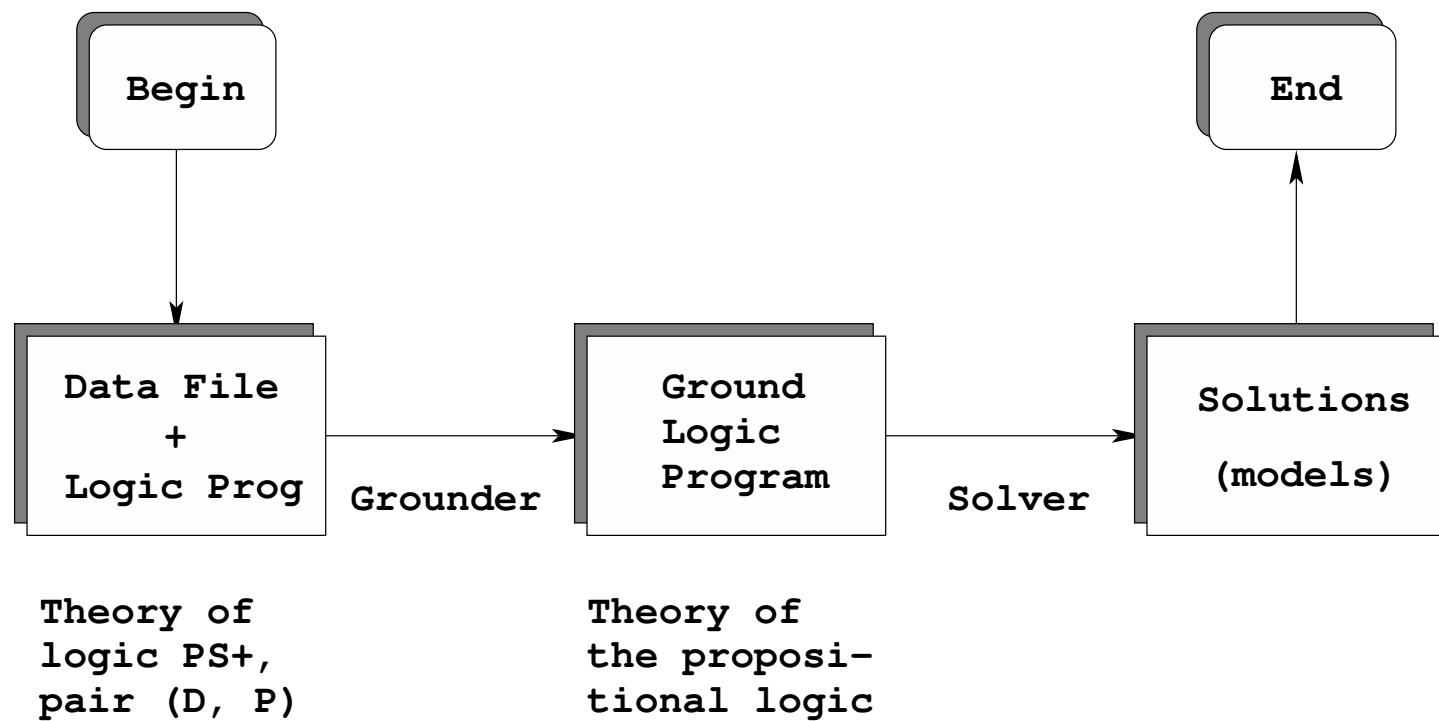 Begin
End
Data File
+
Logic Prog
Grounder
Ground
Logic
Program
Solver
Solutions
(models)
Theory of
logic PS+,
pair (D, P)
Theory of
the proposi-
tional logic